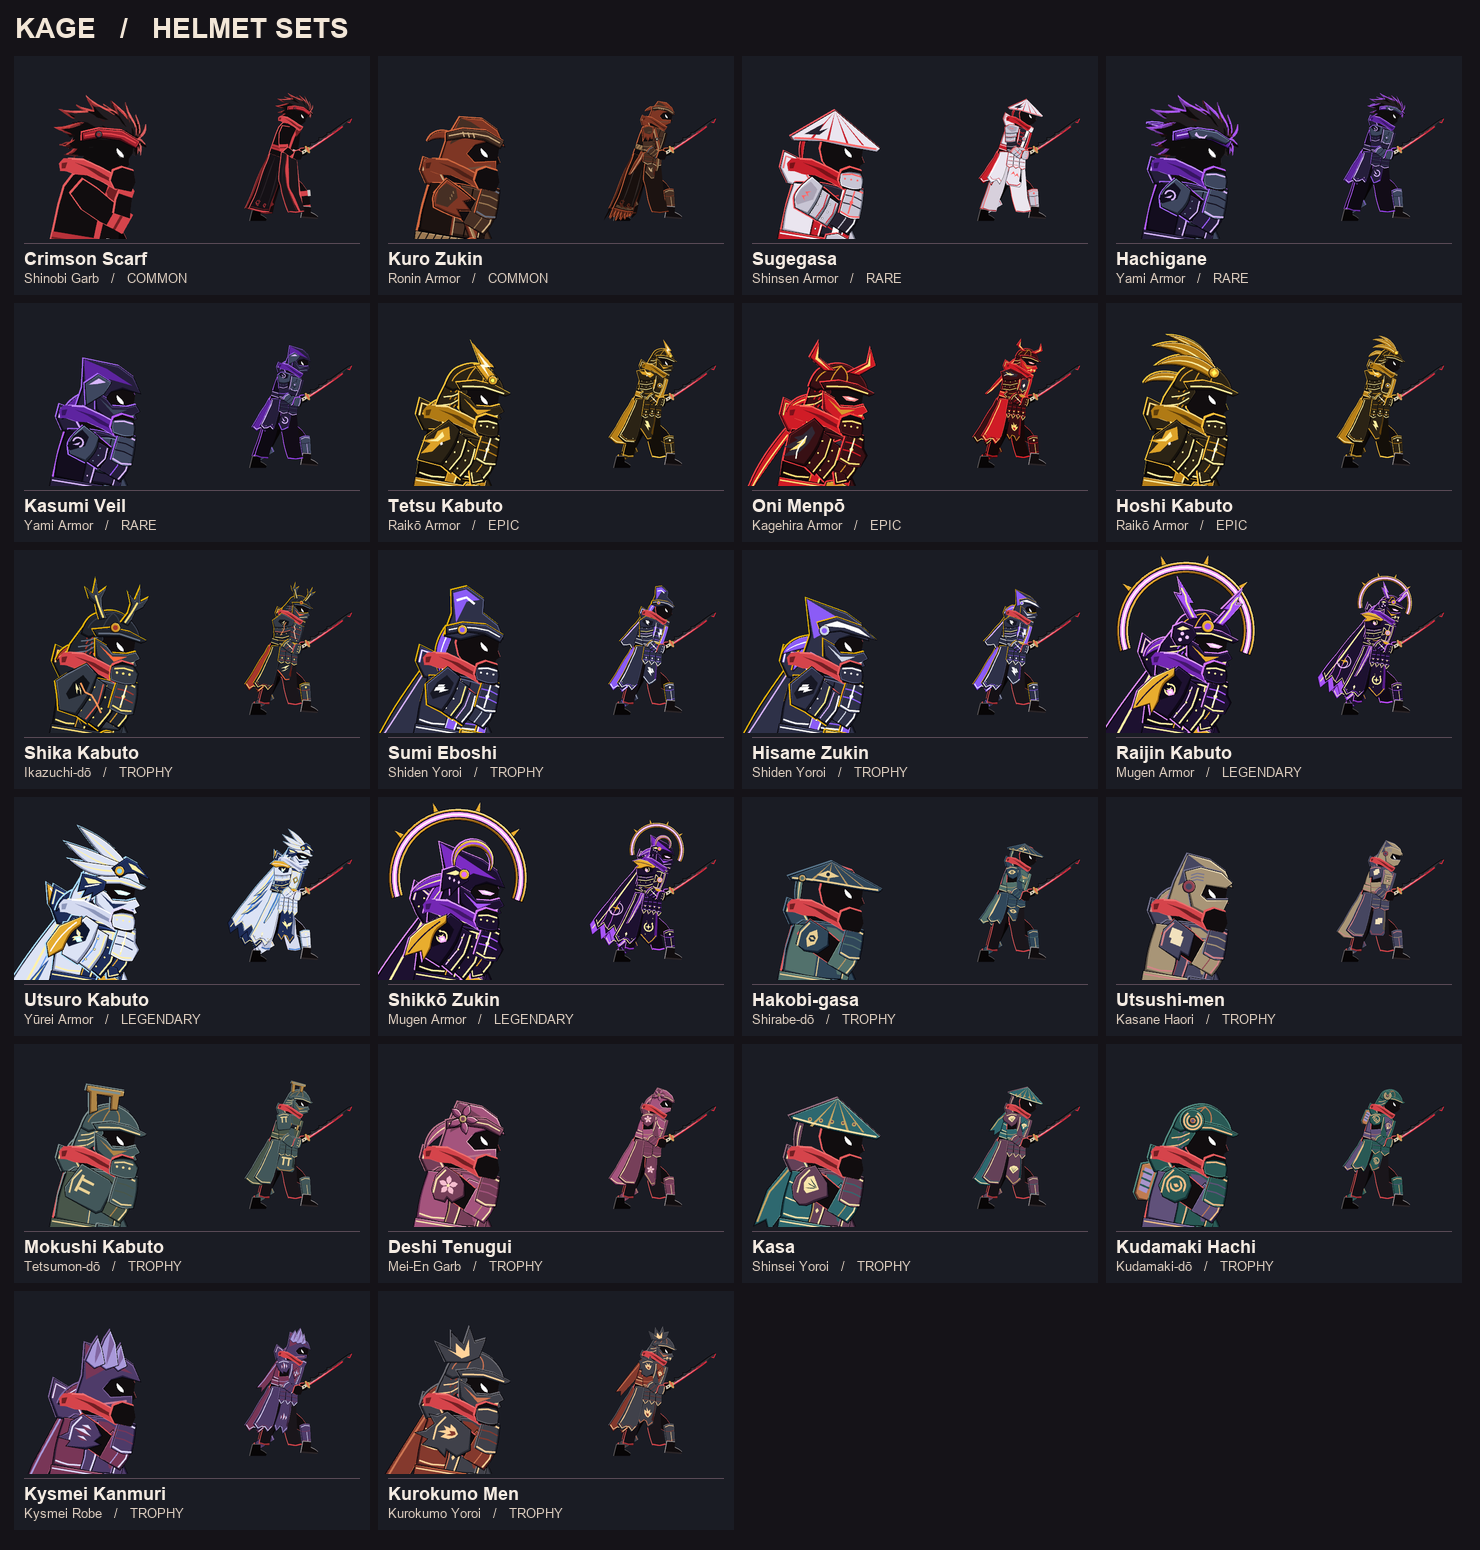 KAGE / HELMET SETS
Crimson Scarf
Shinobi Garb / COMMON
Kuro Zukin
Ronin Armor / COMMON
Sugegasa
Shinsen Armor / RARE
Hachigane
Yami Armor / RARE
Kasumi Veil
Yami Armor / RARE
Tetsu Kabuto
Raikō Armor / EPIC
Oni Menpō
Kagehira Armor / EPIC
Hoshi Kabuto
Raikō Armor / EPIC
Shika Kabuto
Ikazuchi-dō / TROPHY
Sumi Eboshi
Shiden Yoroi / TROPHY
Hisame Zukin
Shiden Yoroi / TROPHY
Raijin Kabuto
Mugen Armor / LEGENDARY
Utsuro Kabuto
Yūrei Armor / LEGENDARY
Shikkō Zukin
Mugen Armor / LEGENDARY
Hakobi-gasa
Shirabe-dō / TROPHY
Utsushi-men
Kasane Haori / TROPHY
Mokushi Kabuto
Tetsumon-dō / TROPHY
Deshi Tenugui
Mei-En Garb / TROPHY
Kasa
Shinsei Yoroi / TROPHY
Kudamaki Hachi
Kudamaki-dō / TROPHY
Kysmei Kanmuri
Kysmei Robe / TROPHY
Kurokumo Men
Kurokumo Yoroi / TROPHY